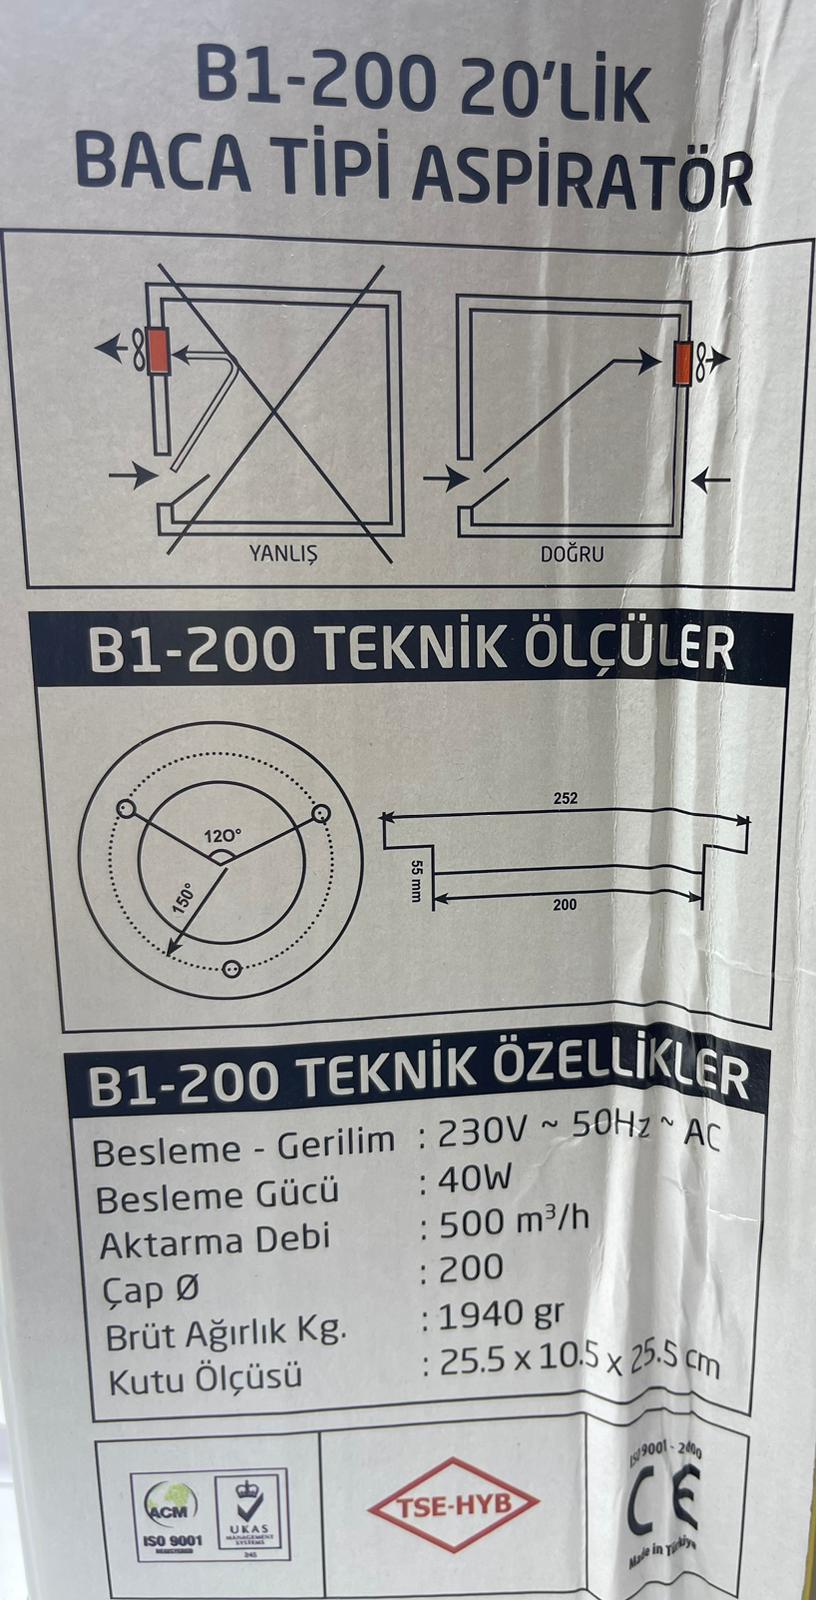 B1-200 20'LİK
BACA TİPİ ASPİRATÖR
YANLIŞ
DOĞRU
B1-200 TEKNİK ÖLÇÜLER
120°
150°
252
55 mm
200
B1-200 TEKNİK ÖZELLİKLER
Besleme - Gerilim : 230V ~ 50Hz ~ AC
Besleme Gücü : 40W
Aktarma Debi : 500 m³/h
Çap Ø : 200
Brüt Ağırlık Kg. : 1940 gr
Kutu Ölçüsü : 25.5 x 10.5 x 25.5 cm
ACM
ISO 9001
REGISTERED
UKAS
MANAGEMENT
SYSTEMS
TSE-HYB
ISO 9001 - 2000
CE
Made in Türkiye